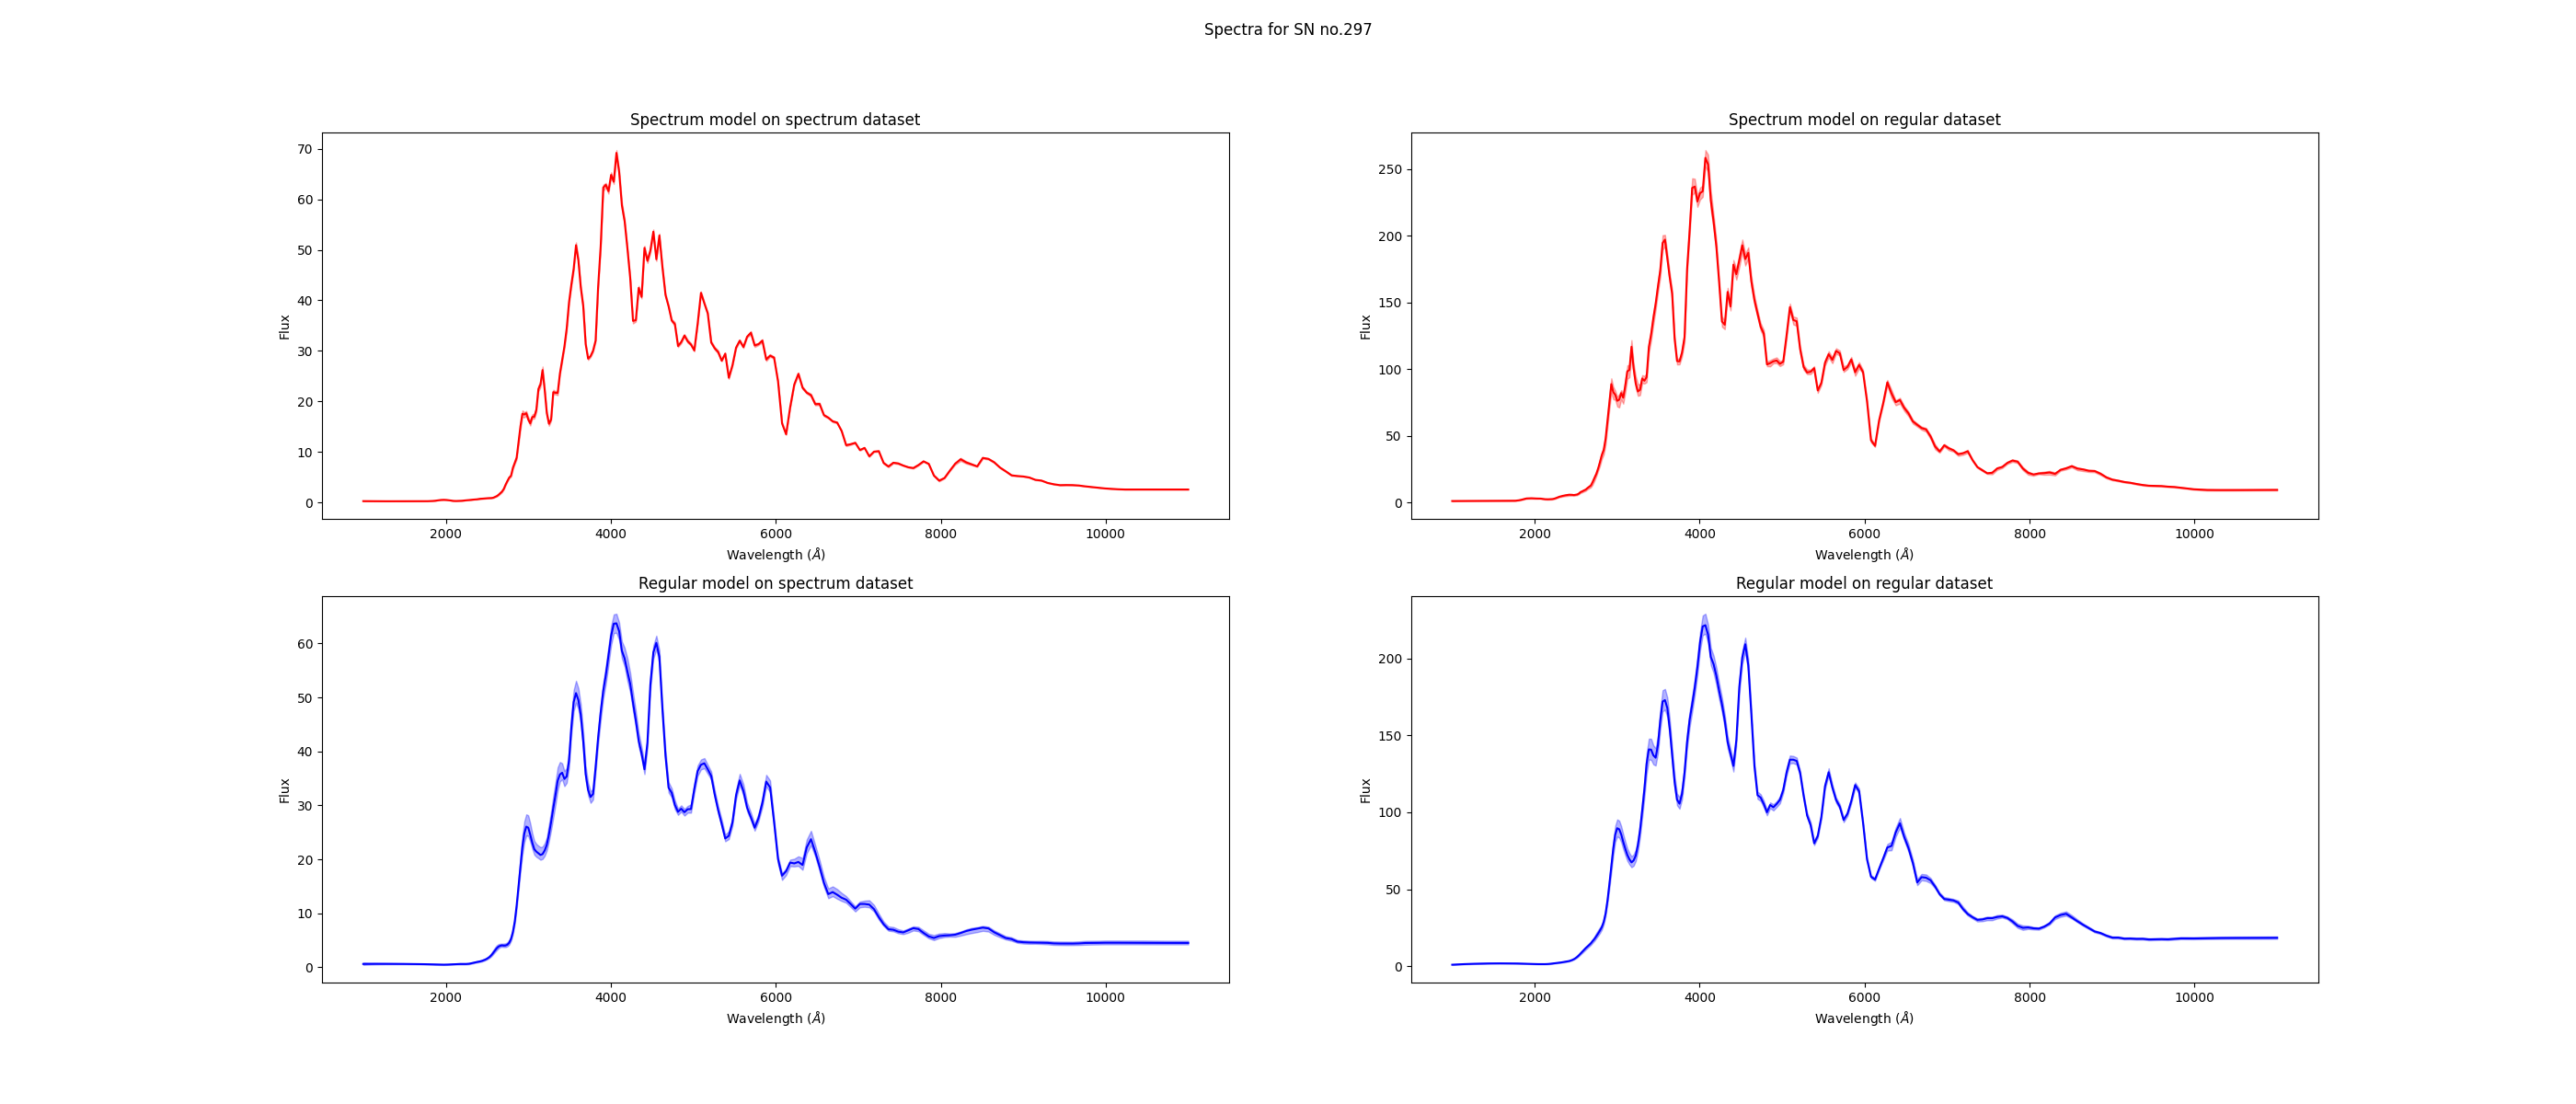 Spectra for SN no.297
Spectrum model on spectrum dataset
70
60
50
40
30
20
10
0
Flux
2000 4000 6000 8000 10000
Wavelength (Å)
Spectrum model on regular dataset
250
200
150
100
50
0
Flux
2000 4000 6000 8000 10000
Wavelength (Å)
Regular model on spectrum dataset
60
50
40
30
20
10
0
Flux
2000 4000 6000 8000 10000
Wavelength (Å)
Regular model on regular dataset
200
150
100
50
0
Flux
2000 4000 6000 8000 10000
Wavelength (Å)